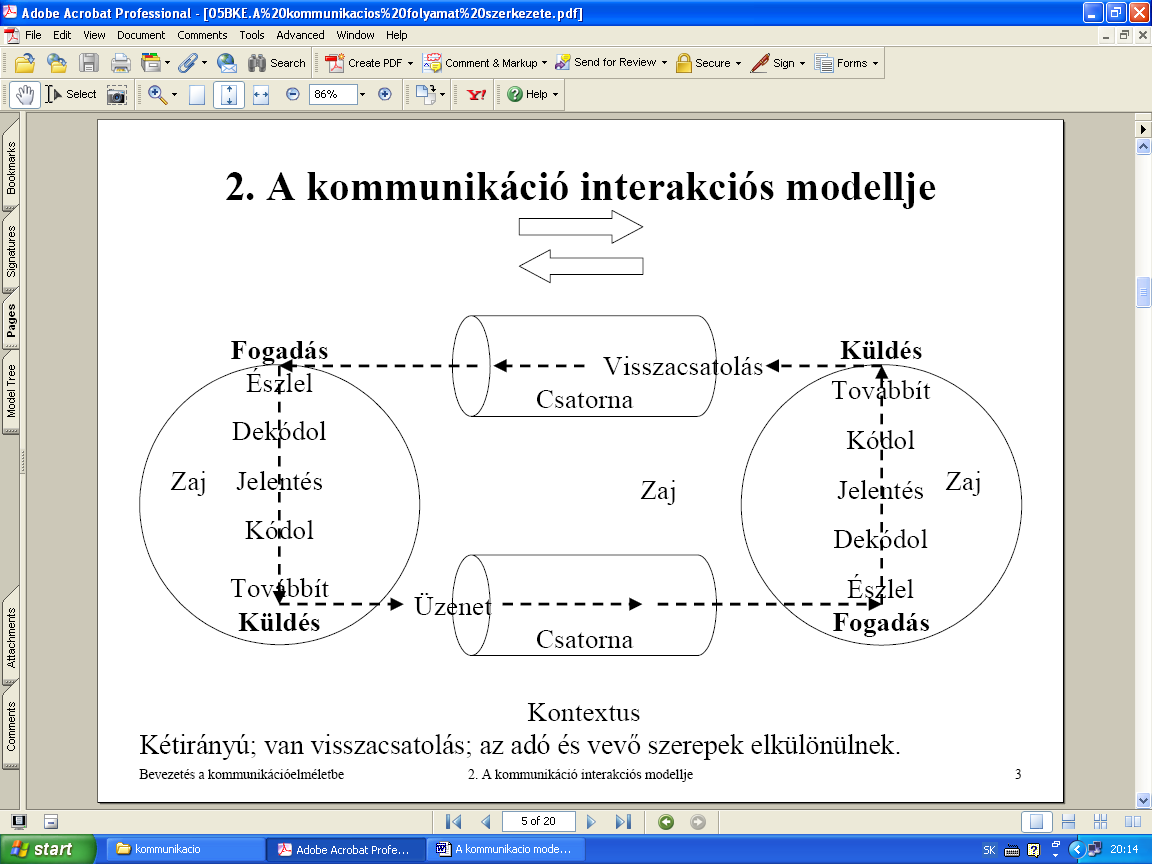 Adobe Acrobat Professional - [05BKE.A%20kommunikacios%20folyamat%20szerkezete.pdf]
File Edit View Document Comments Tools Advanced Window Help
Search Create PDF Comment & Markup Send for Review Secure Sign Forms
Select 86% Y! Help
Bookmarks
Signatures
Pages
Model Tree
Attachments
Comments
2. A kommunikáció interakciós modellje
Fogadás
Észlel
Dekódol
Zaj Jelentés
Kódol
Továbbít
Küldés
Visszacsatolás
Csatorna
Zaj
Üzenet
Csatorna
Küldés
Továbbít
Kódol
Jelentés Zaj
Dekódol
Észlel
Fogadás
Kontextus
Kétirányú; van visszacsatolás; az adó és vevő szerepek elkülönülnek.
Bevezetés a kommunikációelméletbe 2. A kommunikáció interakciós modellje 3
5 of 20
start kommunikacio Adobe Acrobat Profe... A kommunikacio mode... SK 20:14